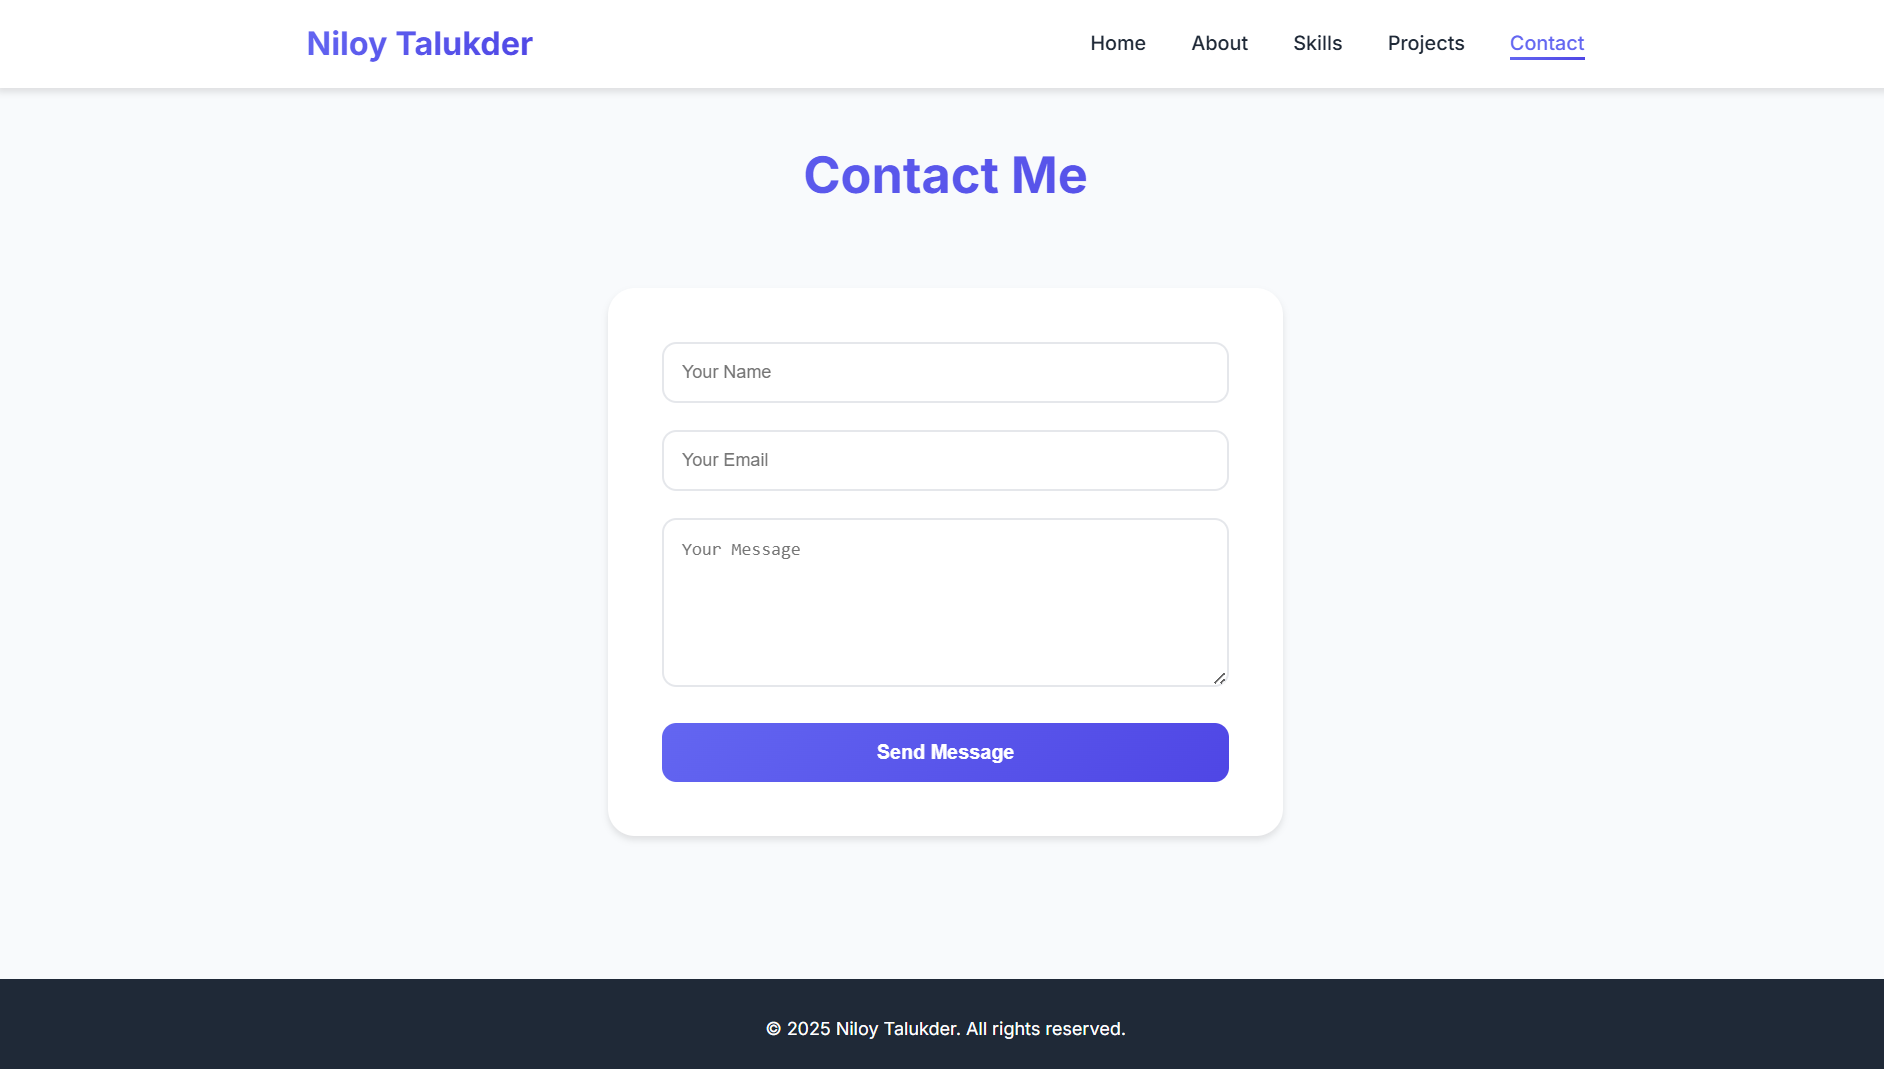 Niloy Talukder
Home About Skills Projects Contact
Contact Me
Your Name
Your Email
Your Message
Send Message
© 2025 Niloy Talukder. All rights reserved.